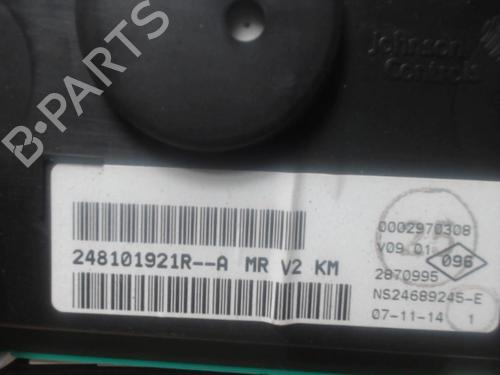 Johnson
Controls
B-PARTS
248101921R--A MR V2 KM
0002970308
V09 01
096
2870995
NS24689245-E
07-11-14 1